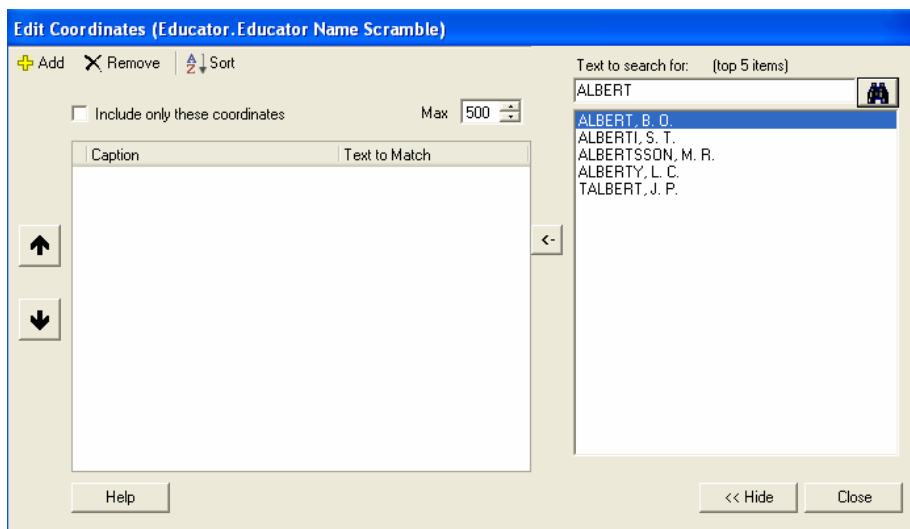 Edit Coordinates (Educator.Educator Name Scramble)
Add Remove Sort
Include only these coordinates Max 500
Caption Text to Match
<-
Text to search for: (top 5 items)
ALBERT
ALBERT, B. O.
ALBERTI, S. T.
ALBERTSSON, M. R.
ALBERTY, L. C.
TALBERT, J. P.
Help << Hide Close